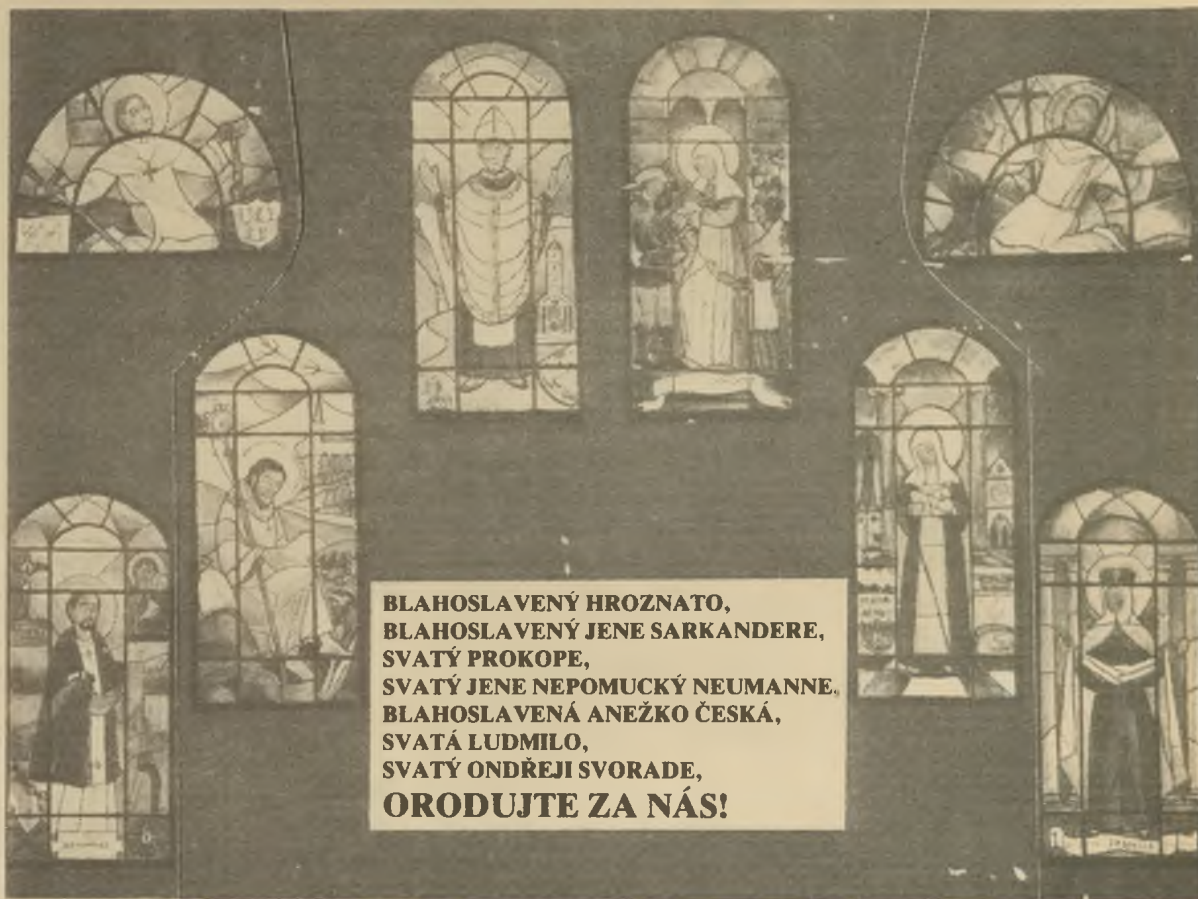 BLAHOSLAVENÝ HROZNATO,
BLAHOSLAVENÝ JENE SARKANDERE,
SVATÝ PROKOPE,
SVATÝ JENE NEPOMUCKÝ NEUMANNE,
BLAHOSLAVENÁ ANEŽKO ČESKÁ,
SVATÁ LUDMILO,
SVATÝ ONDŘEJI SVORADE,
ORODUJTE ZA NÁS!